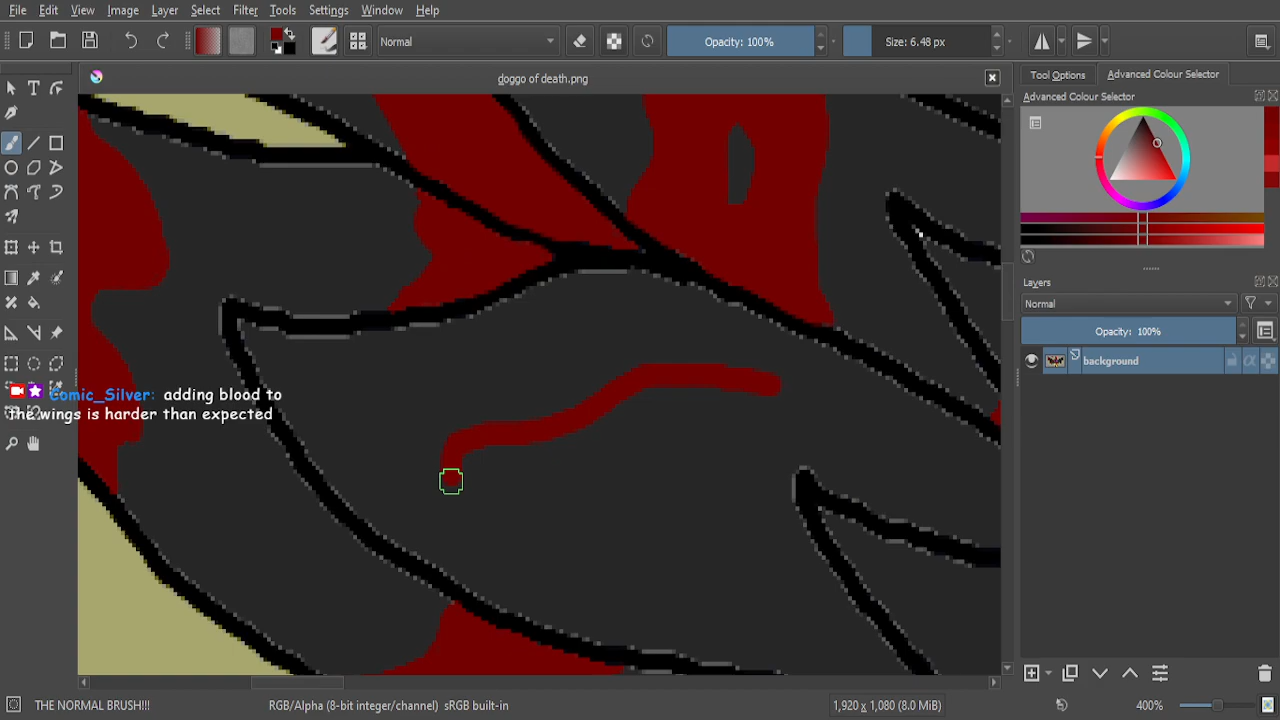 File Edit View Image Layer Select Filter Tools Settings Window Help
Normal Opacity: 100% Size: 6.48 px
doggo of death.png
Tool Options Advanced Colour Selector
Advanced Colour Selector
Layers
Normal
Opacity: 100%
background
Comic_Silver: adding blood to
the wings is harder than expected
THE NORMAL BRUSH!!! RGB/Alpha (8-bit integer/channel) sRGB built-in 1,920 x 1,080 (8.0 MiB) 400%